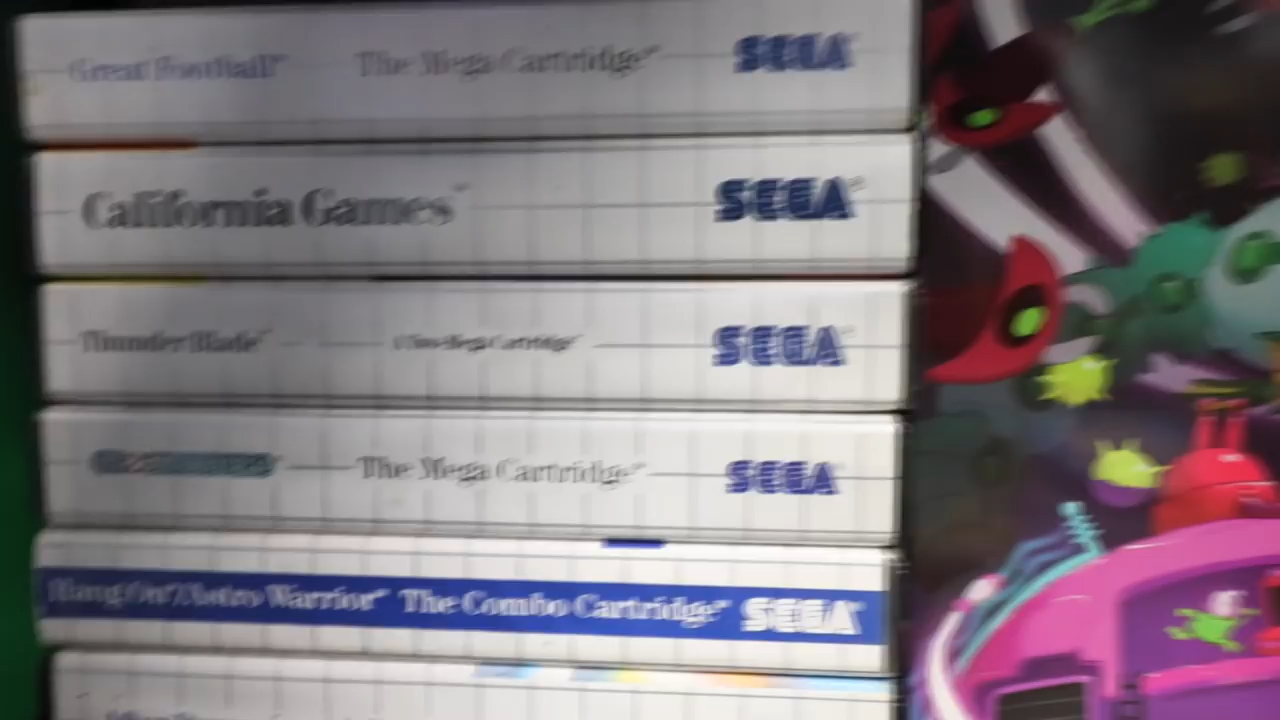 Great Football™ The Mega Cartridge™ SEGA
California Games™ SEGA®
Thunder Blade™ SEGA
The Mega Cartridge™ SEGA
Hang On™/Astro Warrior™ The Combo Cartridge™ SEGA